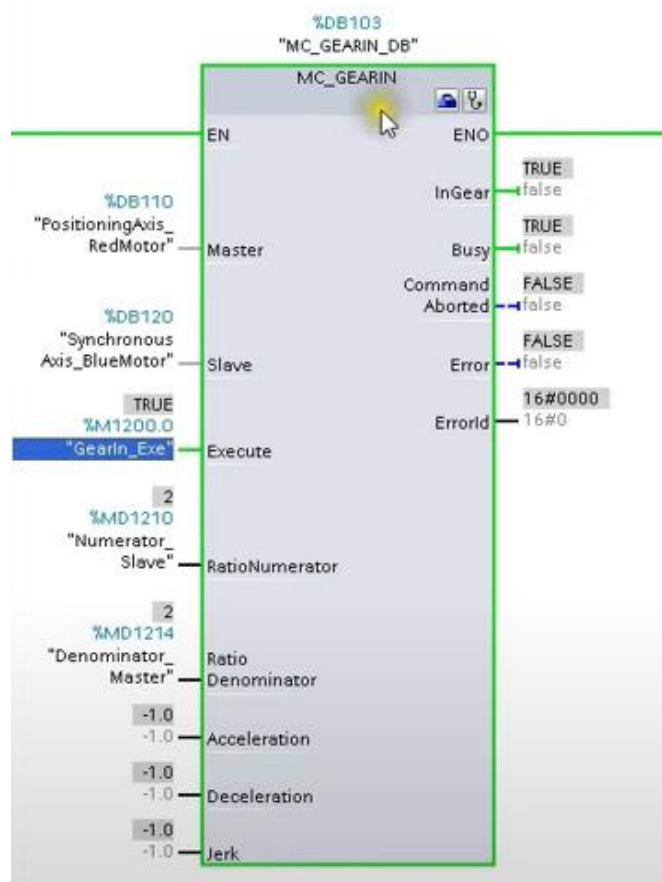 %DB103
"MC_GEARIN_DB"
MC_GEARIN
EN
ENO
TRUE
InGear
false
%DB110
"PositioningAxis_
RedMotor"
Master
TRUE
Busy
false
Command
Aborted
FALSE
false
%DB120
"Synchronous
Axis_BlueMotor"
Slave
FALSE
Error
false
TRUE
%M1200.0
"GearIn_Exe"
Execute
16#0000
ErrorId
16#0
2
%MD1210
"Numerator_
Slave"
RatioNumerator
2
%MD1214
"Denominator_
Master"
Ratio
Denominator
-1.0
-1.0
Acceleration
-1.0
-1.0
Deceleration
-1.0
-1.0
Jerk